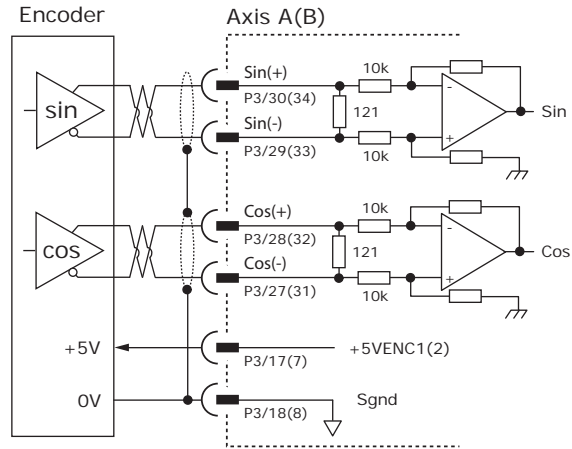 Encoder
Axis A(B)
sin
Sin(+)
P3/30(34)
Sin(-)
P3/29(33)
10k
121
10k
-
+
Sin
cos
Cos(+)
P3/28(32)
Cos(-)
P3/27(31)
10k
121
10k
-
+
Cos
+5V
P3/17(7)
+5VENC1(2)
0V
P3/18(8)
Sgnd